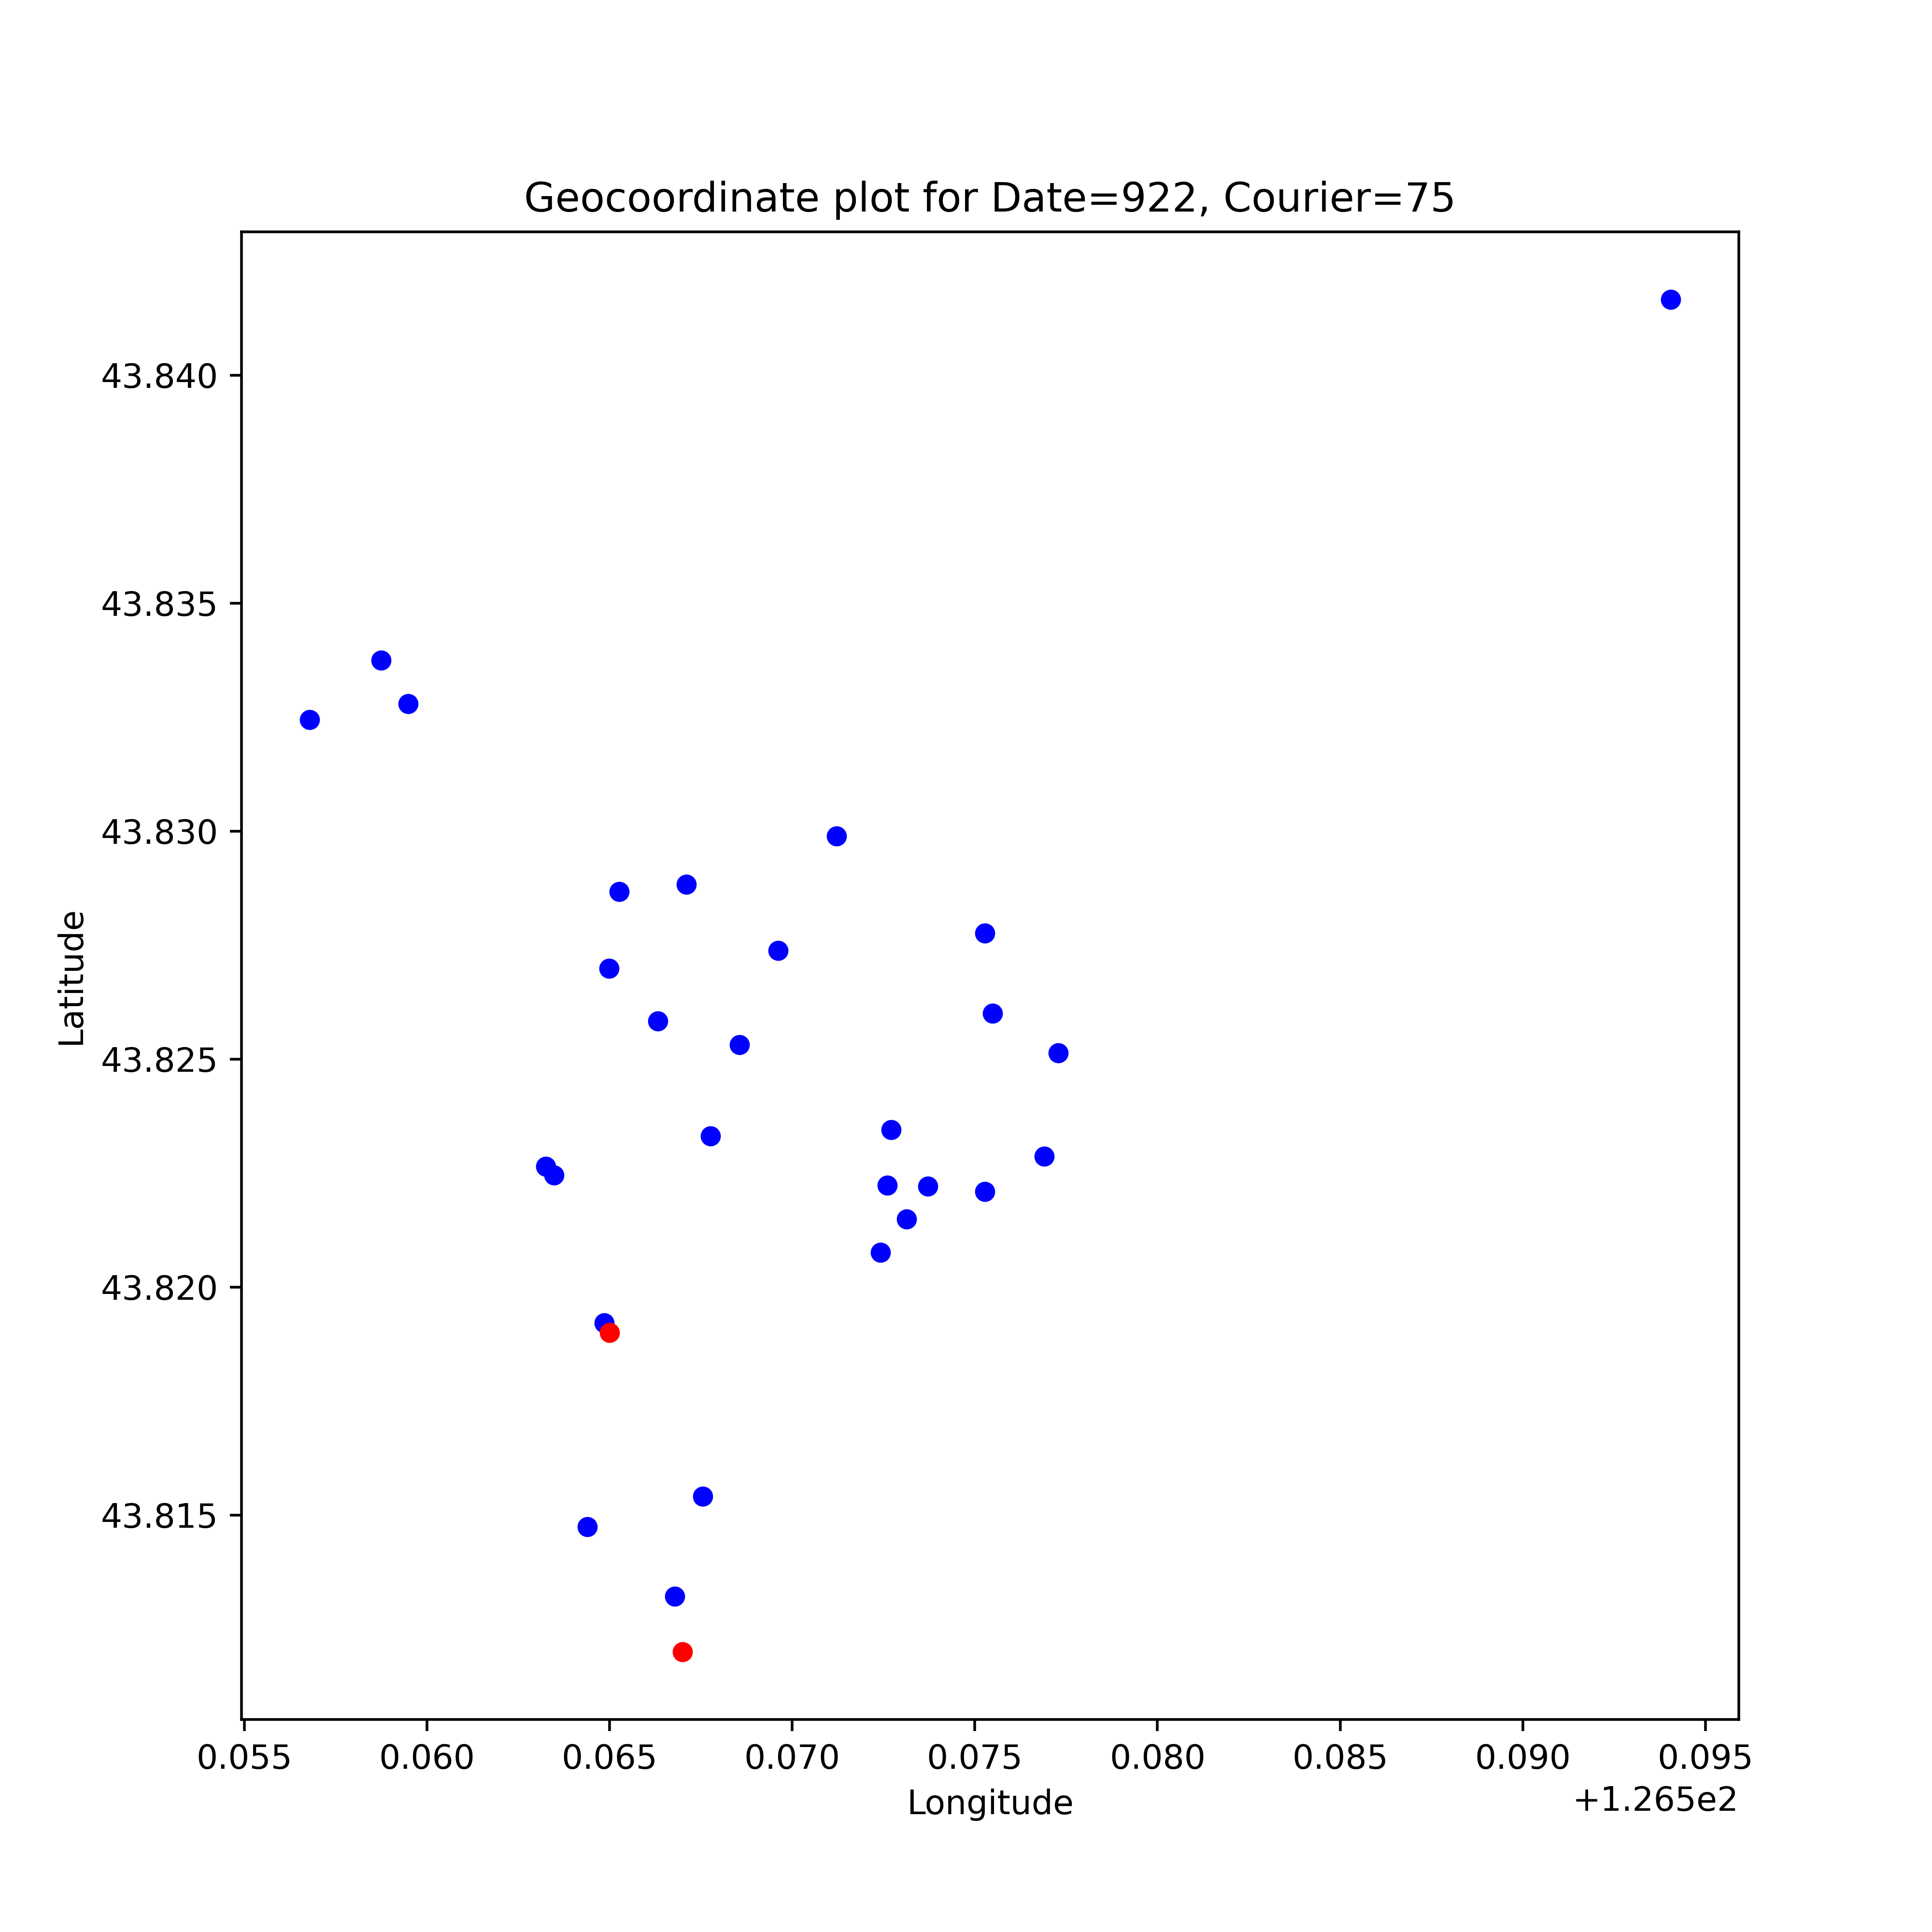 Geocoordinate plot for Date=922, Courier=75
43.840
43.835
43.830
43.825
43.820
43.815
Latitude
0.055 0.060 0.065 0.070 0.075 0.080 0.085 0.090 0.095
Longitude
+1.265e2